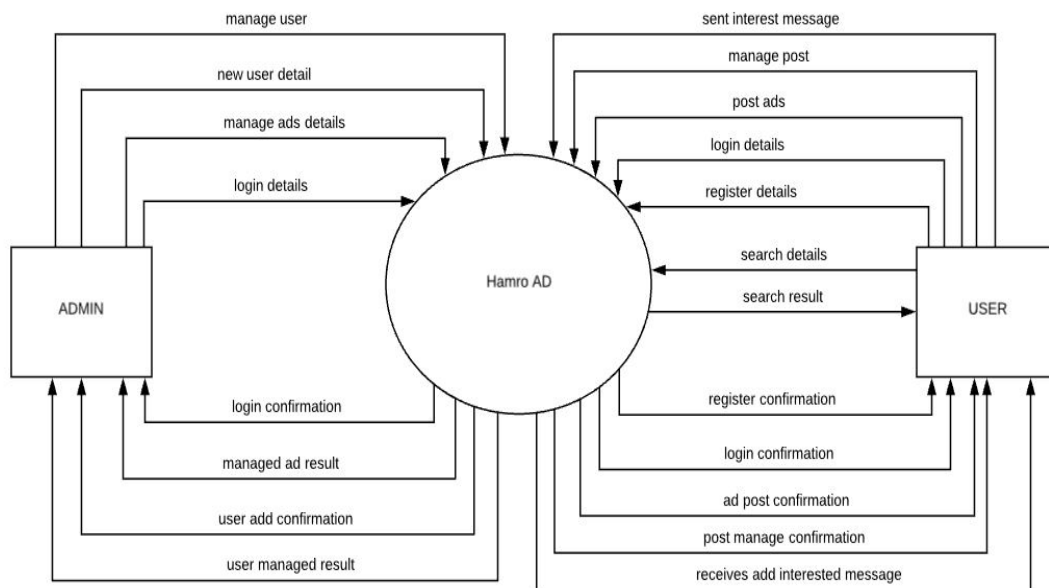 manage user
new user detail
manage ads details
login details
sent interest message
manage post
post ads
login details
register details
search details
search result
ADMIN
Hamro AD
USER
login confirmation
managed ad result
user add confirmation
user managed result
register confirmation
login confirmation
ad post confirmation
post manage confirmation
receives add interested message